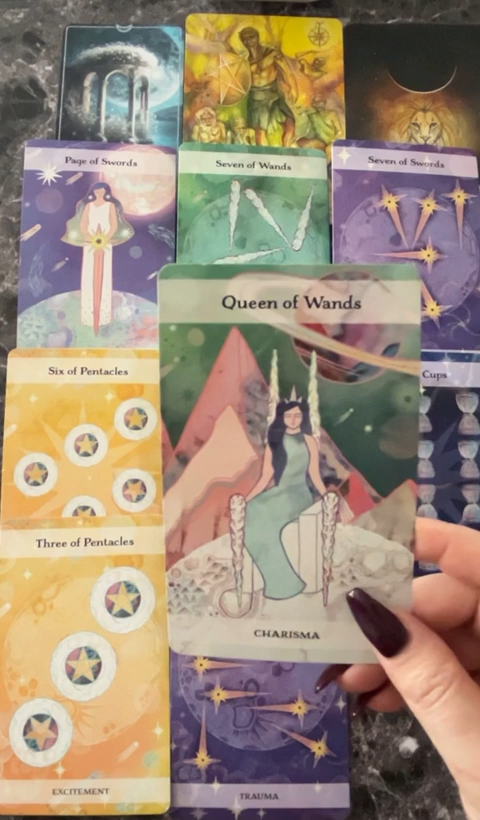 Page of Swords
Seven of Wands
Seven of Swords
Queen of Wands
Six of Pentacles
Cups
Three of Pentacles
CHARISMA
EXCITEMENT
TRAUMA